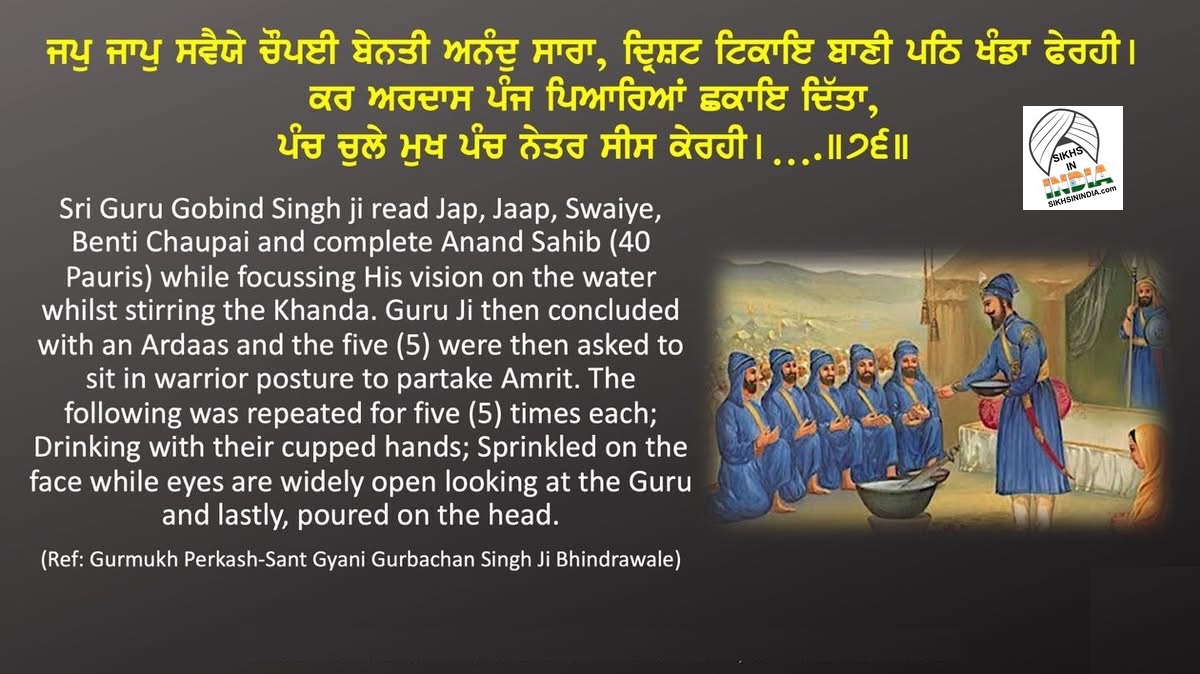 ਜਪੁ ਜਾਪੁ ਸਵੈਯੇ ਚੌਪਈ ਬੇਨਤੀ ਅਨੰਦੁ ਸਾਰਾ, ਦ੍ਰਿਸ਼ਟ ਟਿਕਾਇ ਬਾਣੀ ਪਠਿ ਖੰਡਾ ਫੇਰਹੀ।
ਕਰ ਅਰਦਾਸ ਪੰਜ ਪਿਆਰਿਆਂ ਛਕਾਇ ਦਿੱਤਾ,
ਪੰਚ ਚੁਲੇ ਮੁਖ ਪੰਚ ਨੇਤਰ ਸੀਸ ਕੇਰਹੀ।....॥੭੬॥
SIKHS
IN
INDIA
SIKHSININDIA.com
Sri Guru Gobind Singh ji read Jap, Jaap, Swaiye,
Benti Chaupai and complete Anand Sahib (40
Pauris) while focussing His vision on the water
whilst stirring the Khanda. Guru Ji then concluded
with an Ardaas and the five (5) were then asked to
sit in warrior posture to partake Amrit. The
following was repeated for five (5) times each;
Drinking with their cupped hands; Sprinkled on the
face while eyes are widely open looking at the Guru
and lastly, poured on the head.
(Ref: Gurmukh Perkash-Sant Gyani Gurbachan Singh Ji Bhindrawale)